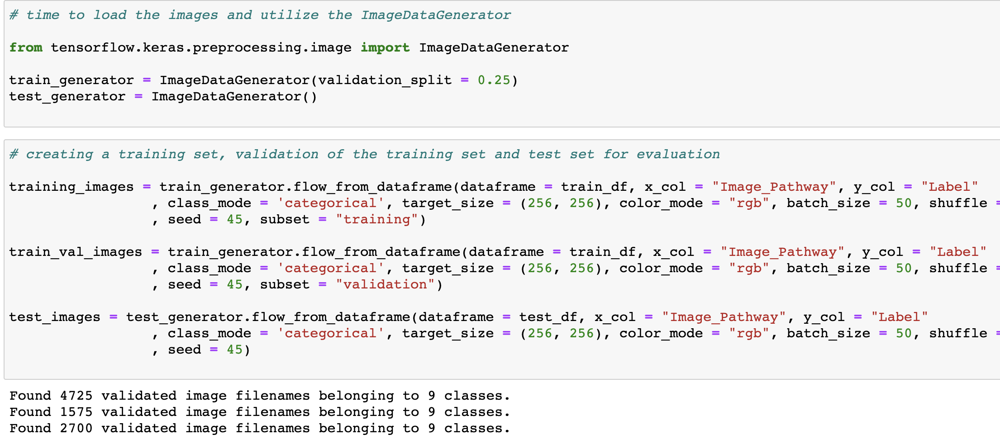 # time to load the images and utilize the ImageDataGenerator
from tensorflow.keras.preprocessing.image import ImageDataGenerator
train_generator = ImageDataGenerator(validation_split = 0.25)
test_generator = ImageDataGenerator()
# creating a training set, validation of the training set and test set for evaluation
training_images = train_generator.flow_from_dataframe(dataframe = train_df, x_col = "Image_Pathway", y_col = "Label"
, class_mode = 'categorical', target_size = (256, 256), color_mode = "rgb", batch_size = 50, shuffle =
, seed = 45, subset = "training")
train_val_images = train_generator.flow_from_dataframe(dataframe = train_df, x_col = "Image_Pathway", y_col = "Label"
, class_mode = 'categorical', target_size = (256, 256), color_mode = "rgb", batch_size = 50, shuffle =
, seed = 45, subset = "validation")
test_images = test_generator.flow_from_dataframe(dataframe = test_df, x_col = "Image_Pathway", y_col = "Label"
, class_mode = 'categorical', target_size = (256, 256), color_mode = "rgb", batch_size = 50, shuffle =
, seed = 45)
Found 4725 validated image filenames belonging to 9 classes.
Found 1575 validated image filenames belonging to 9 classes.
Found 2700 validated image filenames belonging to 9 classes.